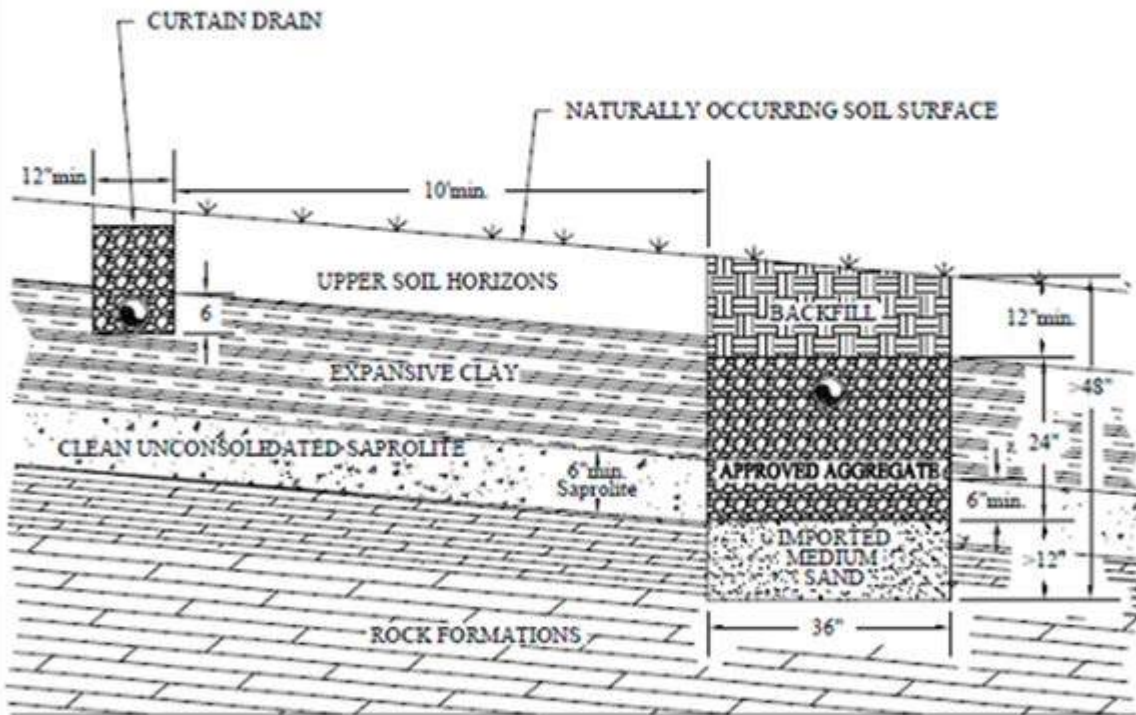 CURTAIN DRAIN
NATURALLY OCCURRING SOIL SURFACE
12"min
10'min.
UPPER SOIL HORIZONS
6
BACKFILL
12"min.
EXPANSIVE CLAY
>48"
CLEAN UNCONSOLIDATED SAPROLITE
24"
6"min.
Saprolite
APPROVED AGGREGATE
6"min.
IMPORTED
MEDIUM
SAND
>12"
ROCK FORMATIONS
36"